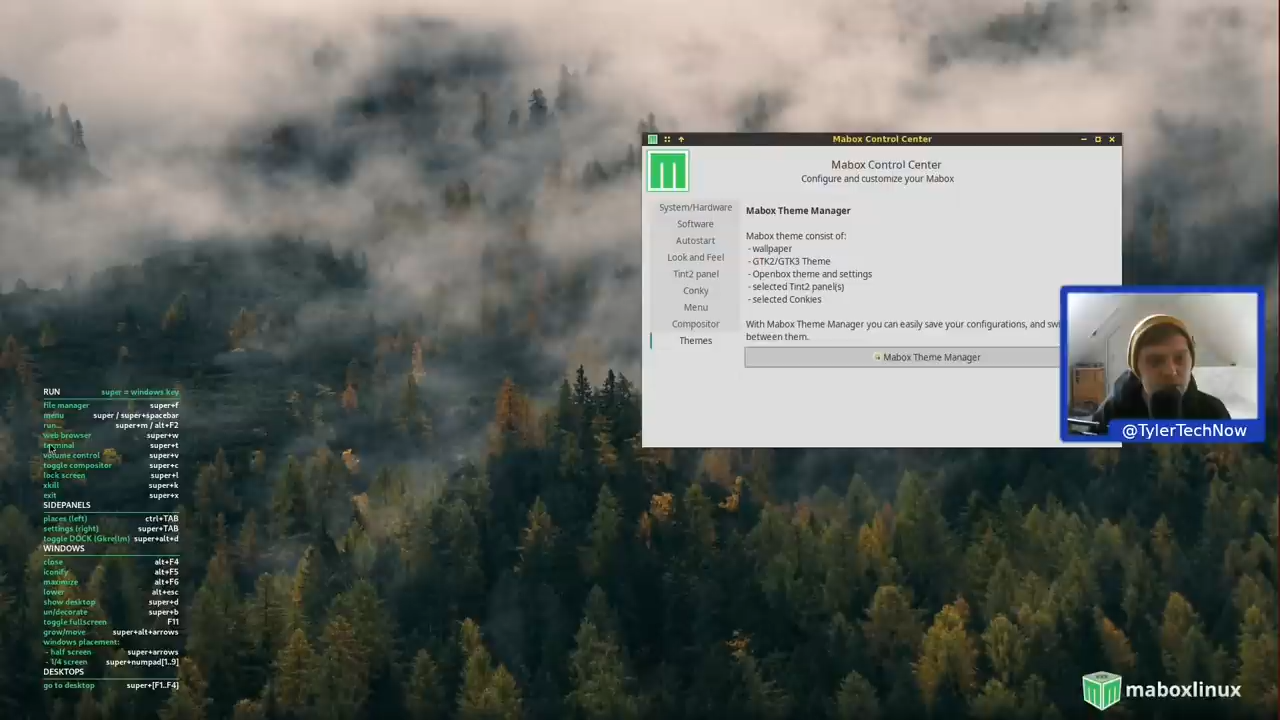 Mabox Control Center
Mabox Control Center
Configure and customize your Mabox
System/Hardware
Software
Autostart
Look and Feel
Tint2 panel
Conky
Menu
Compositor
Themes
Mabox Theme Manager
Mabox theme consist of:
- wallpaper
- GTK2/GTK3 Theme
- Openbox theme and settings
- selected Tint2 panel(s)
- selected Conkies
With Mabox Theme Manager you can easily save your configurations, and swi
between them.
Mabox Theme Manager
@TylerTechNow
RUN super = windows key
file manager super+f
menu super / super+spacebar
run... super+m / alt+F2
web browser super+w
terminal super+t
volume control super+v
toggle compositor super+c
lock screen super+l
xkill super+k
exit super+x
SIDEPANELS
places (left) ctrl+TAB
settings (right) super+TAB
toggle DOCK (Gkrellm) super+alt+d
WINDOWS
close alt+F4
iconify alt+F5
maximize alt+F6
lower alt+esc
show desktop super+d
un/decorate super+b
toggle fullscreen F11
grow/move super+alt+arrows
windows placement:
- half screen super+arrows
- 1/4 screen super+numpad[1..9]
DESKTOPS
go to desktop super+[F1..F4]
maboxlinux